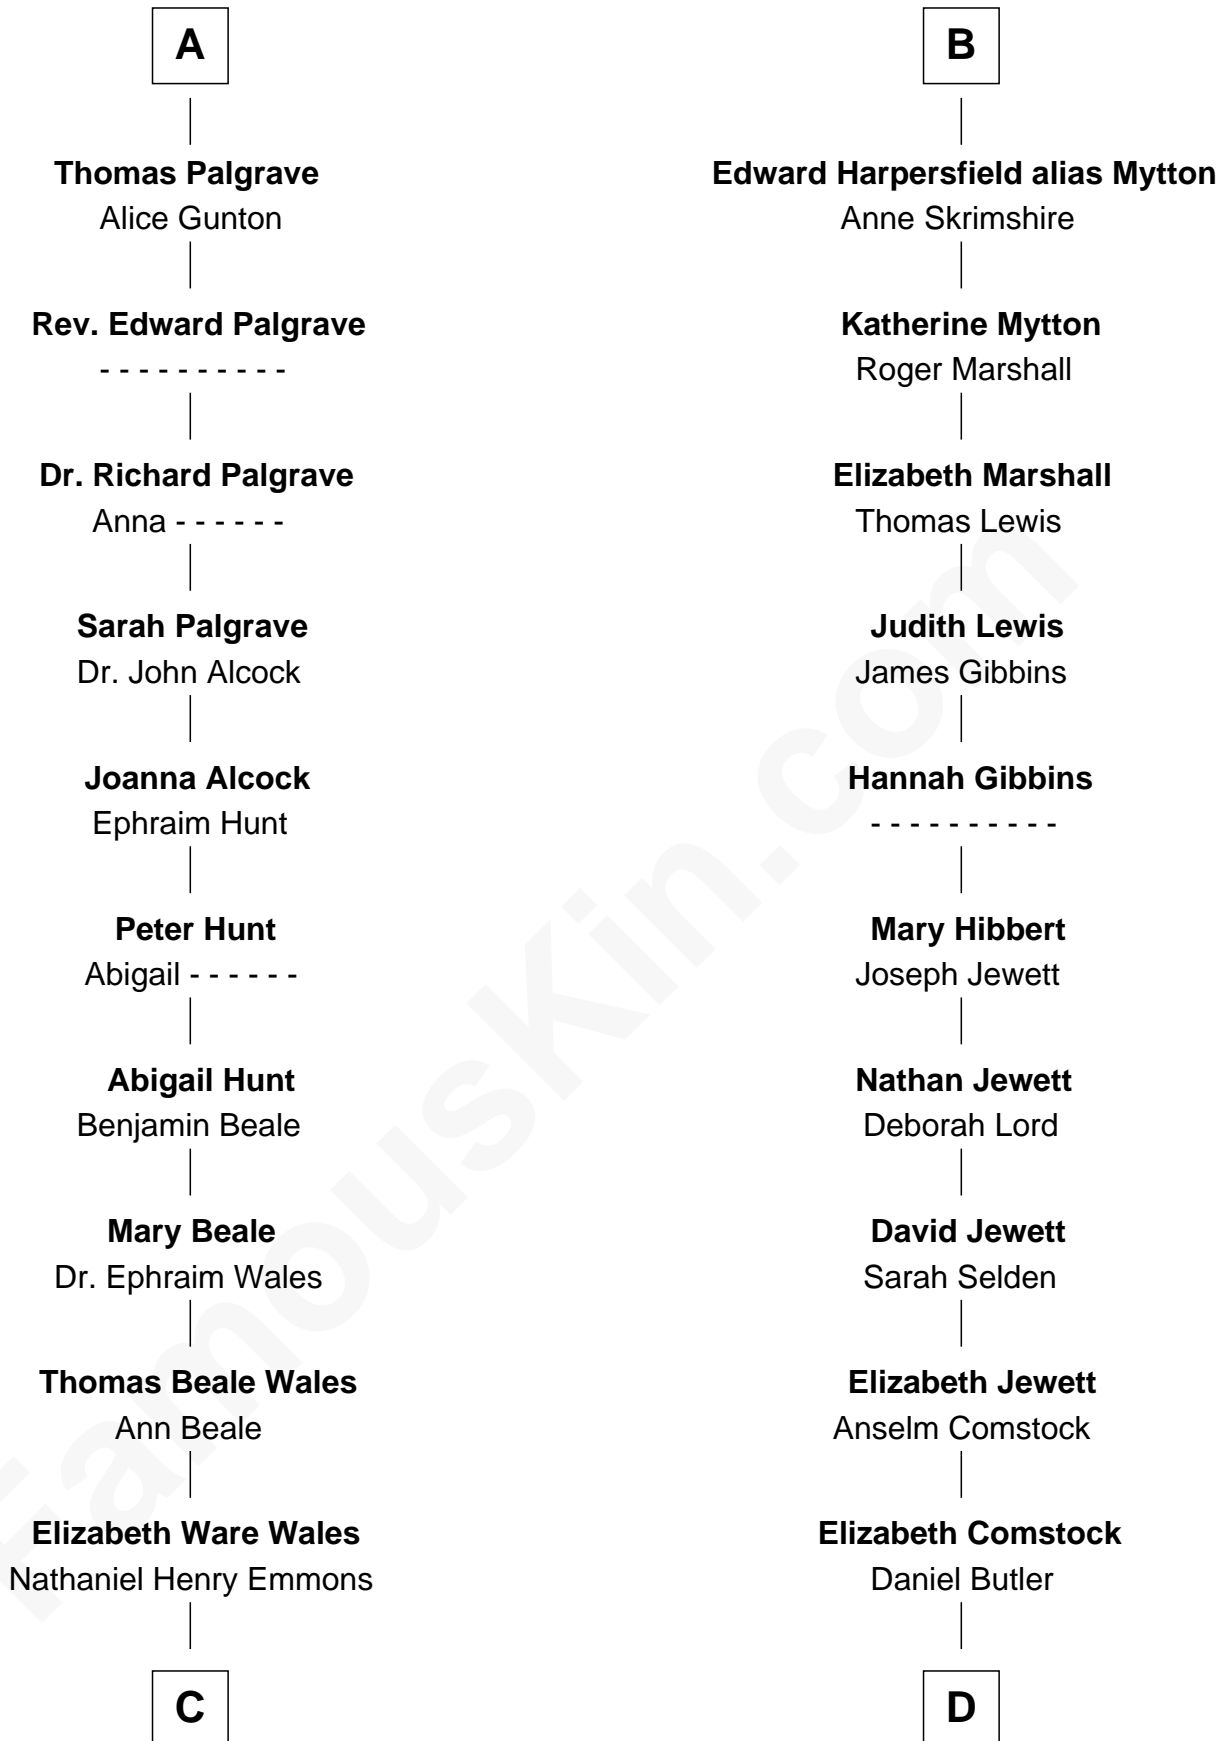 A
Thomas Palgrave
Alice Gunton
Rev. Edward Palgrave
- - - - - - - - - -
Dr. Richard Palgrave
Anna - - - - - -
Sarah Palgrave
Dr. John Alcock
Joanna Alcock
Ephraim Hunt
Peter Hunt
Abigail - - - - - -
Abigail Hunt
Benjamin Beale
Mary Beale
Dr. Ephraim Wales
Thomas Beale Wales
Ann Beale
Elizabeth Ware Wales
Nathaniel Henry Emmons
C
B
Edward Harpersfield alias Mytton
Anne Skrimshire
Katherine Mytton
Roger Marshall
Elizabeth Marshall
Thomas Lewis
Judith Lewis
James Gibbins
Hannah Gibbins
- - - - - - - - - -
Mary Hibbert
Joseph Jewett
Nathan Jewett
Deborah Lord
David Jewett
Sarah Selden
Elizabeth Jewett
Anselm Comstock
Elizabeth Comstock
Daniel Butler
D
FamousKin.com